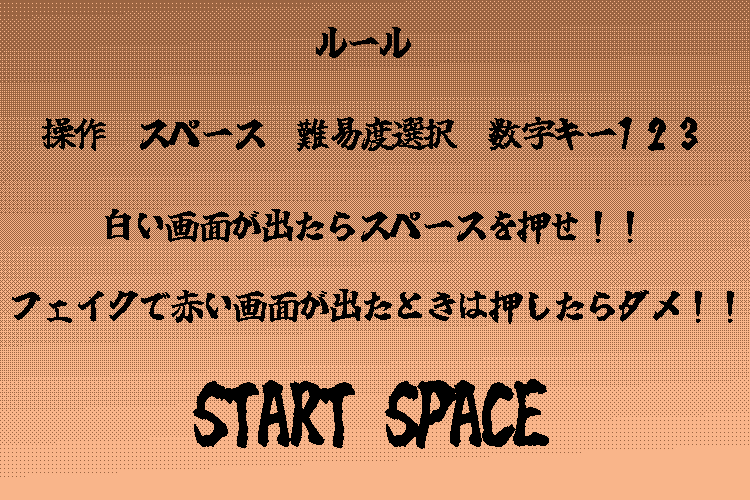 ルール
操作　スペース　難易度選択　数字キー１２３
白い画面が出たらスペースを押せ！！
フェイクで赤い画面が出たときは押したらダメ！！
START SPACE